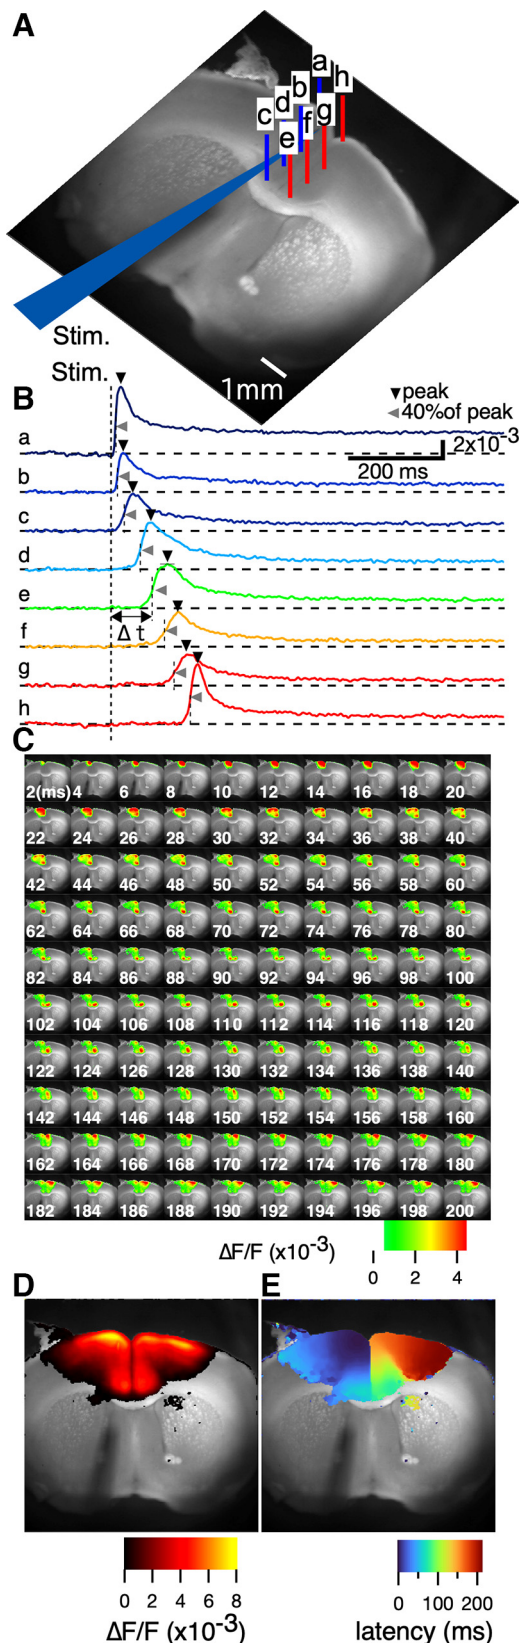 A
a
h
b
d
g
c
f
e
Stim.
1mm
Stim.
B
peak
40%of peak
a
2x10-3
200 ms
b
c
d
e
Δ t
f
g
h
C
2(ms) 4 6 8 10 12 14 16 18 20
22 24 26 28 30 32 34 36 38 40
42 44 46 48 50 52 54 56 58 60
62 64 66 68 70 72 74 76 78 80
82 84 86 88 90 92 94 96 98 100
102 104 106 108 110 112 114 116 118 120
122 124 126 128 130 132 134 136 138 140
142 144 146 148 150 152 154 156 158 160
162 164 166 168 170 172 174 176 178 180
182 184 186 188 190 192 194 196 198 200
ΔF/F (x10-3)
0 2 4
D E
0 2 4 6 8
ΔF/F (x10-3)
0 100 200
latency (ms)